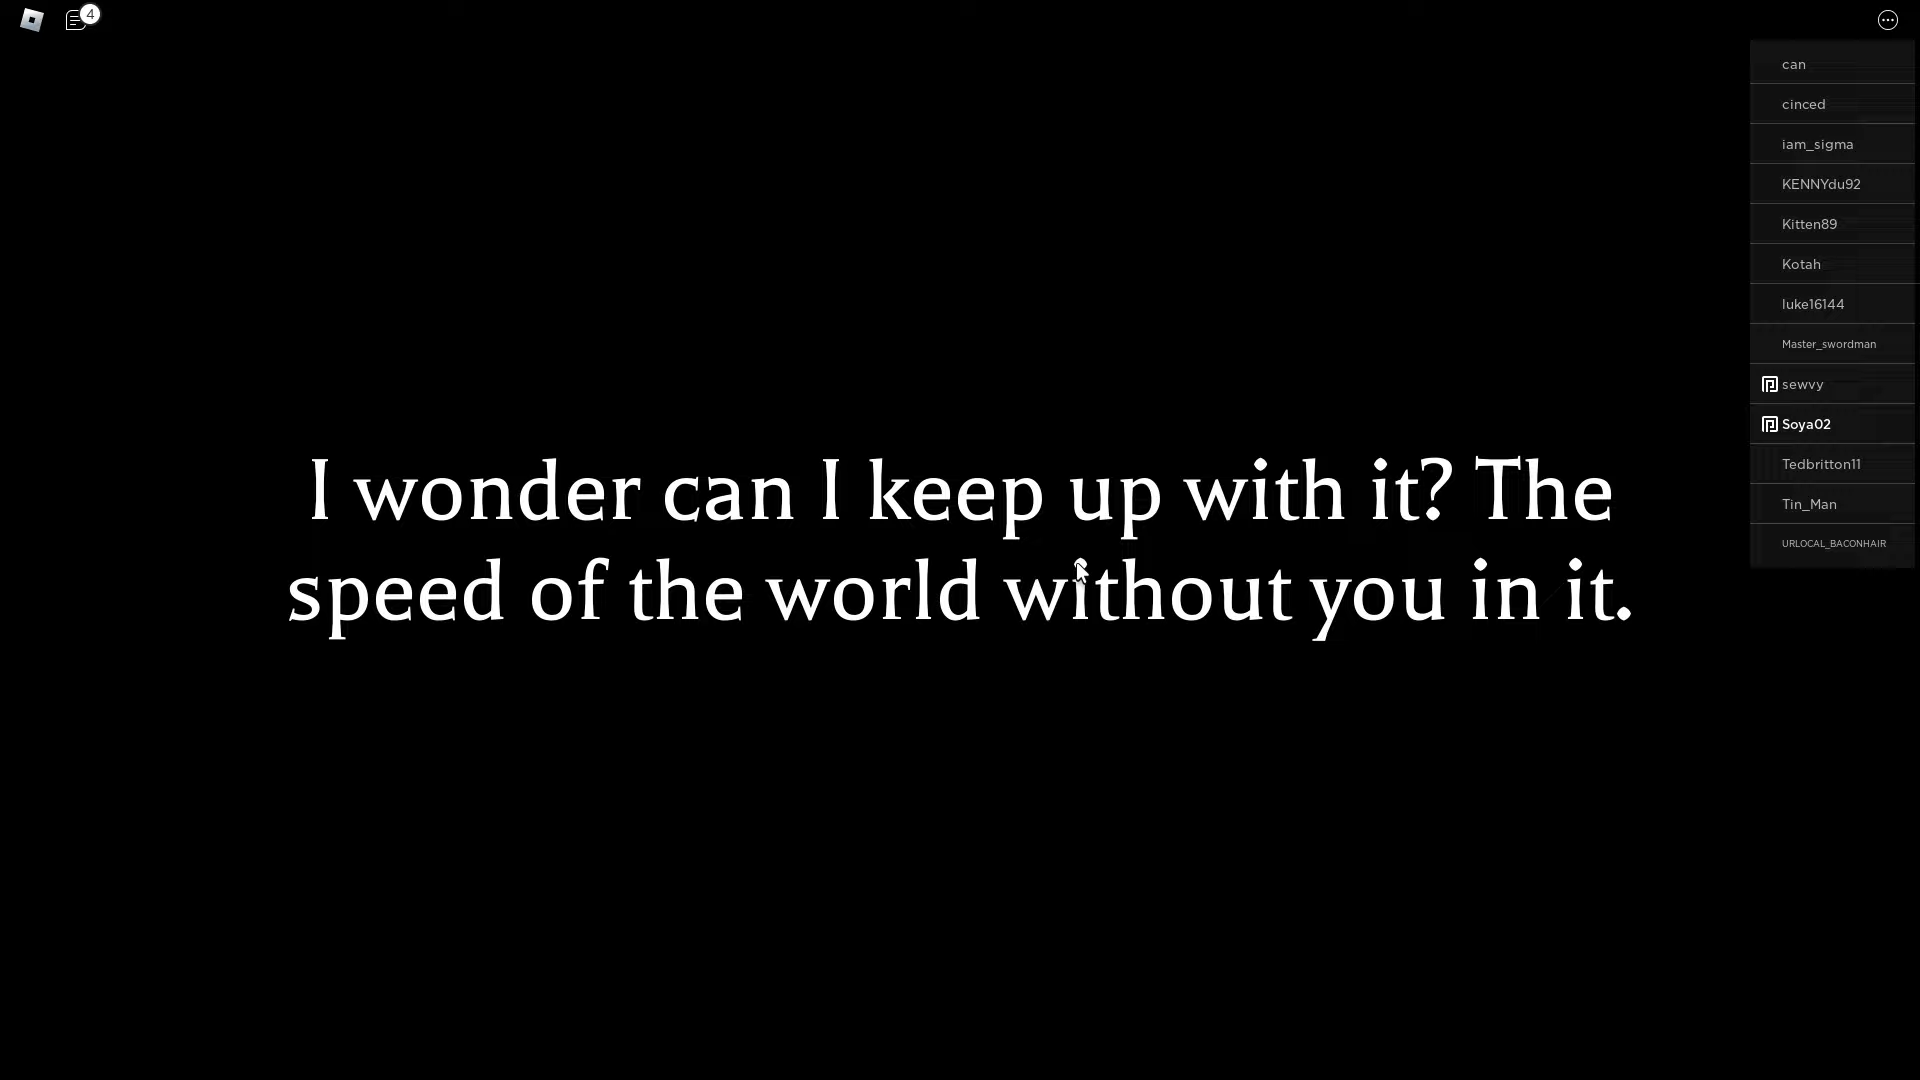 4
can
cinced
iam_sigma
KENNYdu92
Kitten89
Kotah
luke16144
Master_swordman
sewvy
Soya02
Tedbritton11
Tin_Man
URLOCAL_BACONHAIR
I wonder can I keep up with it? The
speed of the world without you in it.